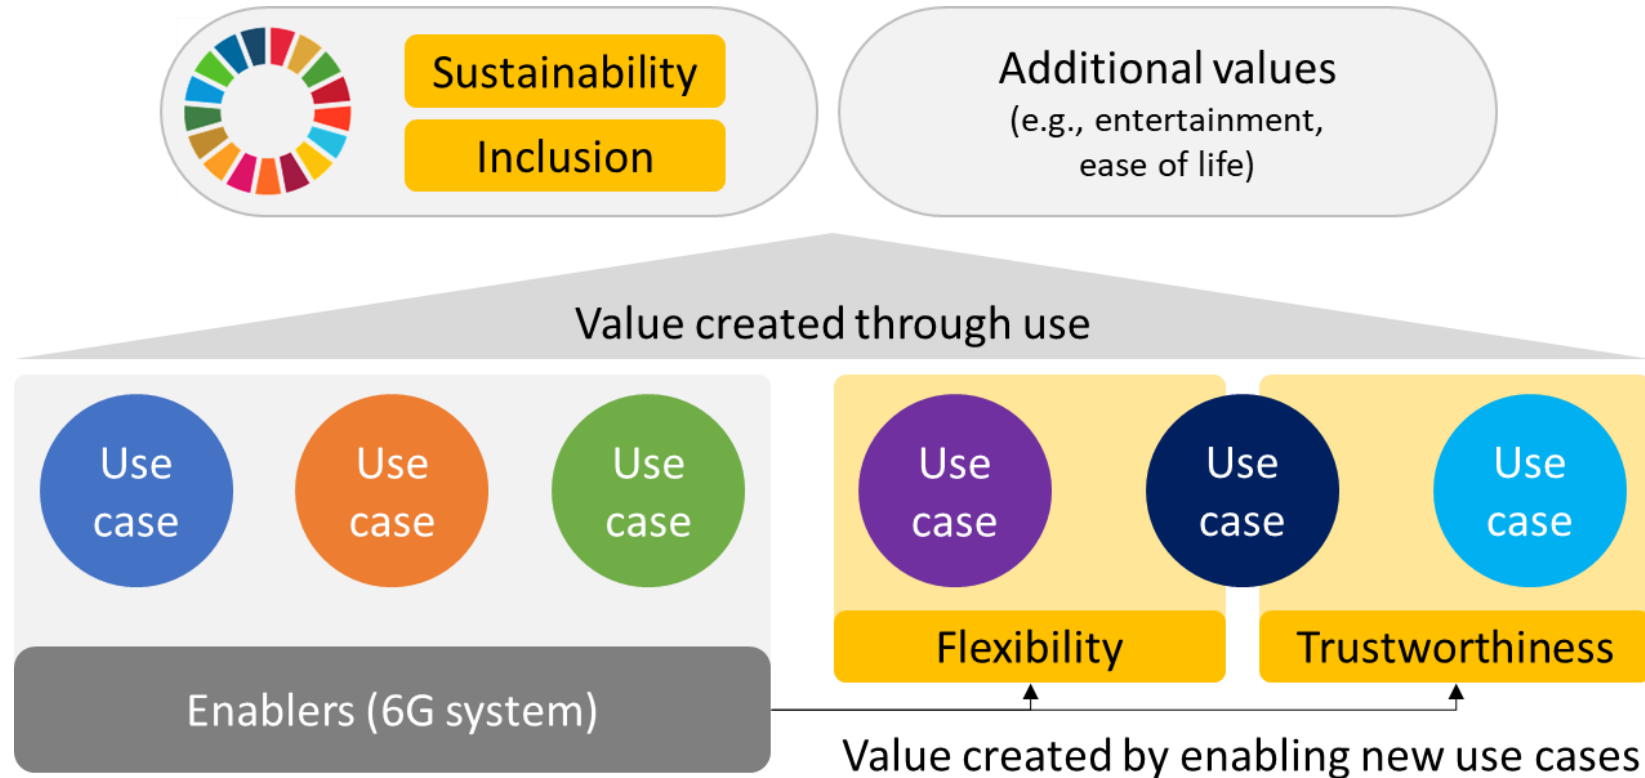 Sustainability
Inclusion
Additional values
(e.g., entertainment,
ease of life)
Value created through use
Use
case
Use
case
Use
case
Use
case
Use
case
Use
case
Flexibility
Trustworthiness
Enablers (6G system)
Value created by enabling new use cases